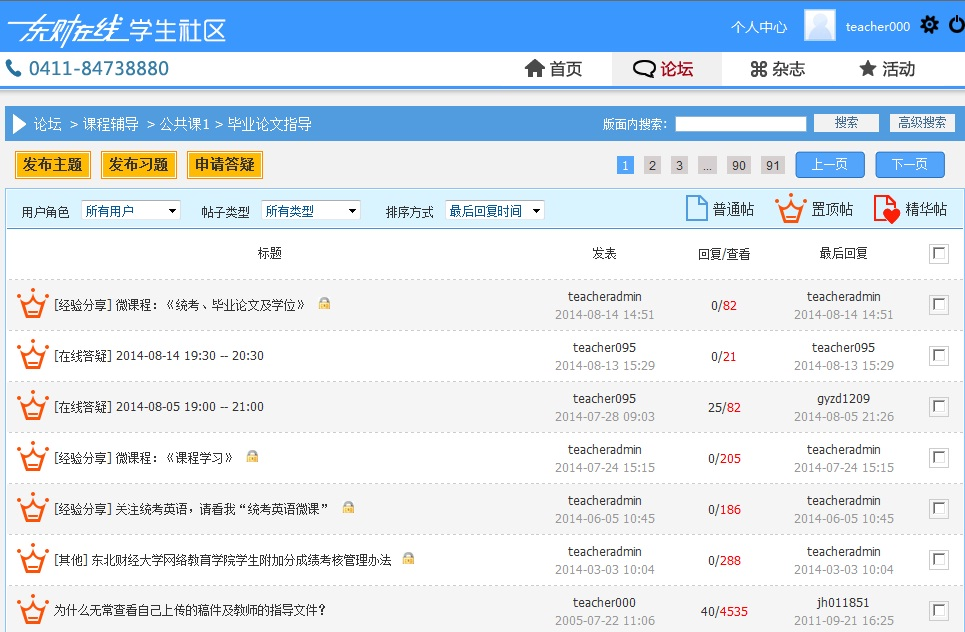 东财在线 学生社区
个人中心 teacher000
0411-84738880 首页 论坛 杂志 活动
论坛 > 课程辅导 > 公共课1 > 毕业论文指导 版面内搜索: 搜索 高级搜索
发布主题 发布习题 申请答疑 1 2 3 ... 90 91 上一页 下一页
用户角色 所有用户 帖子类型 所有类型 排序方式 最后回复时间 普通帖 置顶帖 精华帖
标题 发表 回复/查看 最后回复
[经验分享] 微课程：《统考、毕业论文及学位》 teacheradmin 0/82 teacheradmin
2014-08-14 14:51 2014-08-14 14:51
[在线答疑] 2014-08-14 19:30 -- 20:30 teacher095 0/21 teacher095
2014-08-13 15:29 2014-08-13 15:29
[在线答疑] 2014-08-05 19:00 -- 21:00 teacher095 25/82 gyzd1209
2014-07-28 09:03 2014-08-05 21:26
[经验分享] 微课程：《课程学习》 teacheradmin 0/205 teacheradmin
2014-07-24 15:15 2014-07-24 15:15
[经验分享] 关注统考英语，请看我“统考英语微课” teacheradmin 0/186 teacheradmin
2014-06-05 10:45 2014-06-05 10:45
[其他] 东北财经大学网络教育学院学生附加分成绩考核管理办法 teacheradmin 0/288 teacheradmin
2014-03-03 10:04 2014-03-03 10:04
为什么无常查看自己上传的稿件及教师的指导文件? teacher000 40/4535 jh011851
2005-07-22 11:06 2011-09-21 16:25